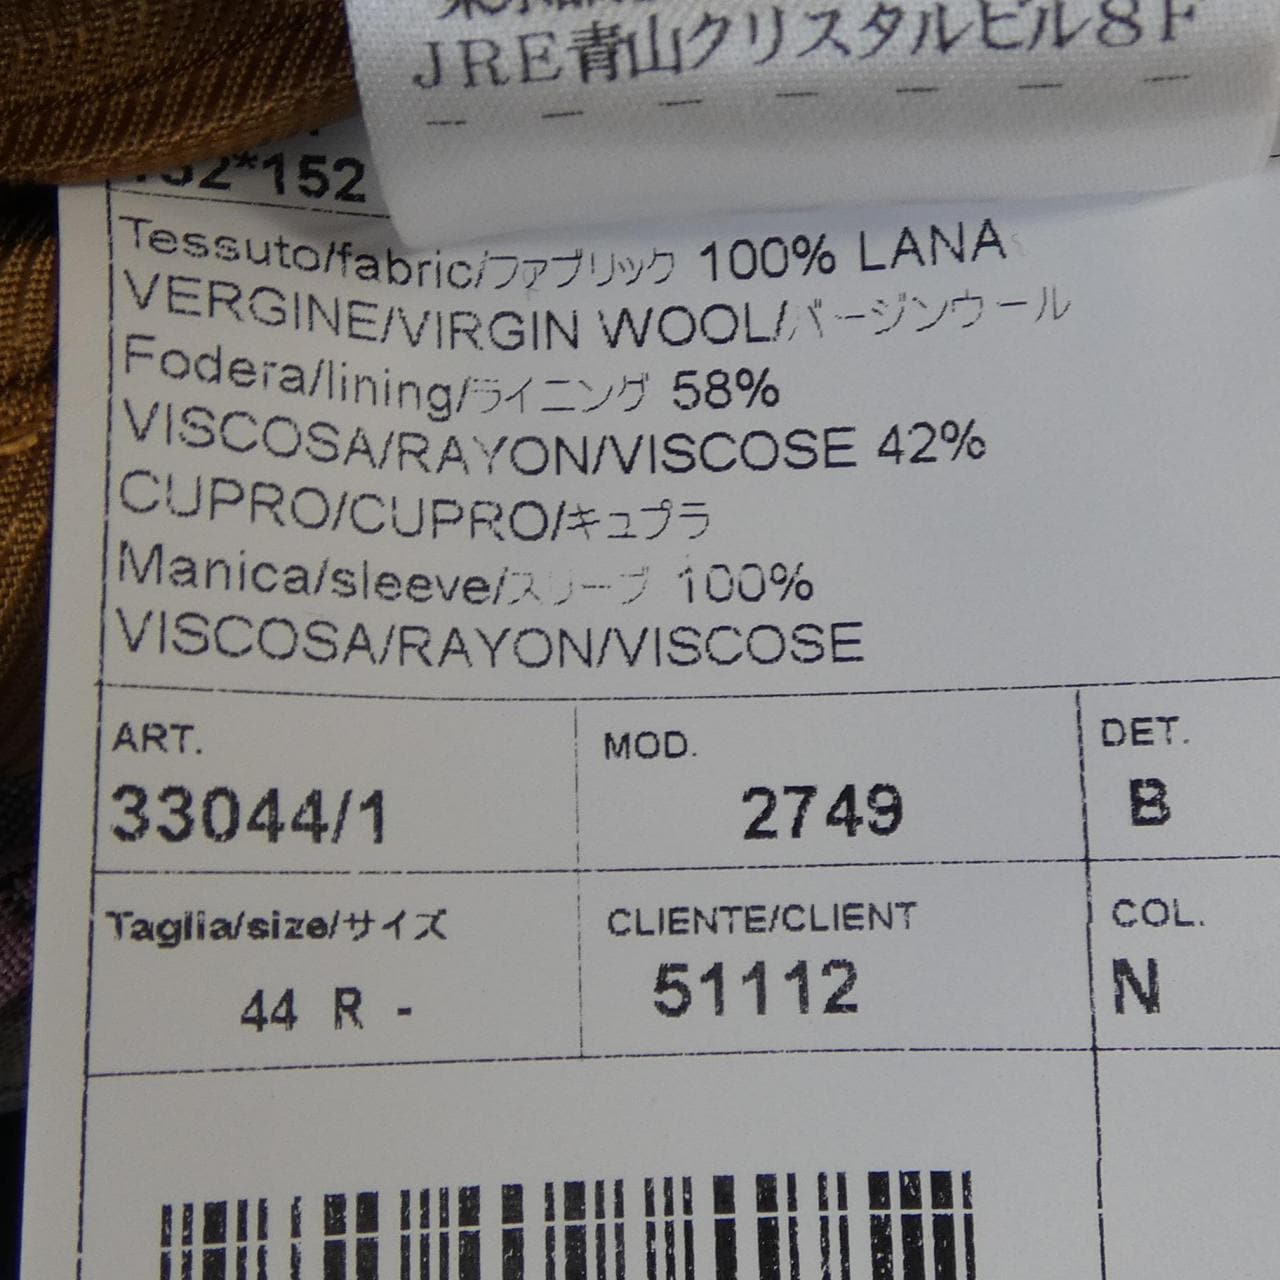 JRE青山クリスタルビル8F
152*152
Tessuto/fabric/ファブリック 100% LANA
VERGINE/VIRGIN WOOL/バージンウール
Fodera/lining/ライニング 58%
VISCOSA/RAYON/VISCOSE 42%
CUPRO/CUPRO/キュプラ
Manica/sleeve/スリーブ 100%
VISCOSA/RAYON/VISCOSE
ART. MOD. DET.
33044/1 2749 B
Taglia/size/サイズ CLIENTE/CLIENT COL.
44 R - 51112 N